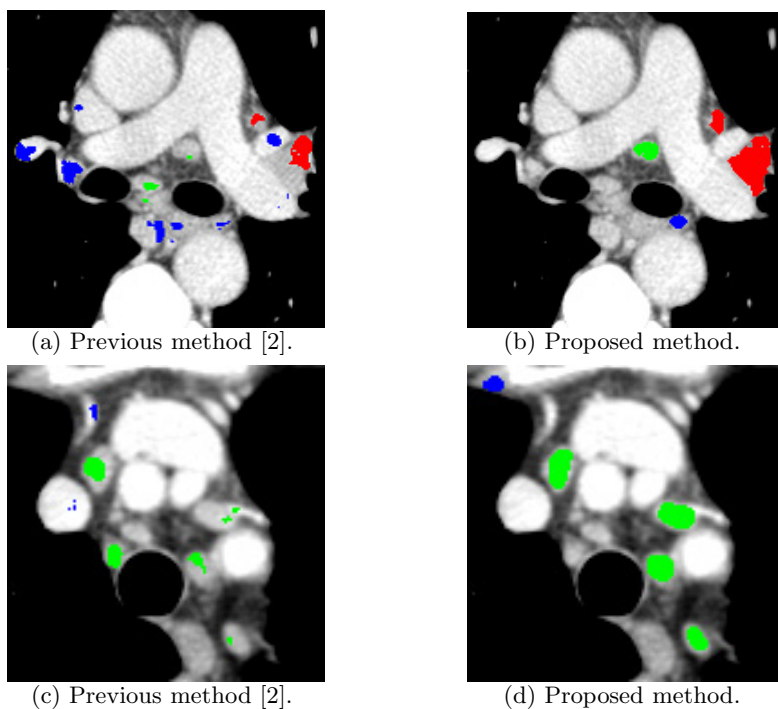 (a) Previous method [2].
(b) Proposed method.
(c) Previous method [2].
(d) Proposed method.